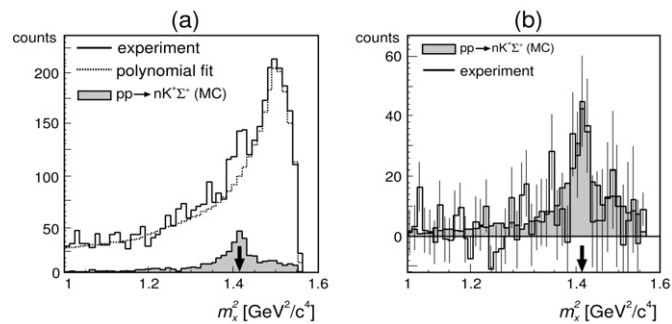 (a)
counts
experiment
polynomial fit
pp→nK⁺Σ⁺ (MC)
200
150
100
50
0
1 1.2 1.4 1.6
m²ₓ [GeV²/c⁴]
(b)
counts
pp→nK⁺Σ⁺ (MC)
experiment
60
40
20
0
1 1.2 1.4 1.6
m²ₓ [GeV²/c⁴]